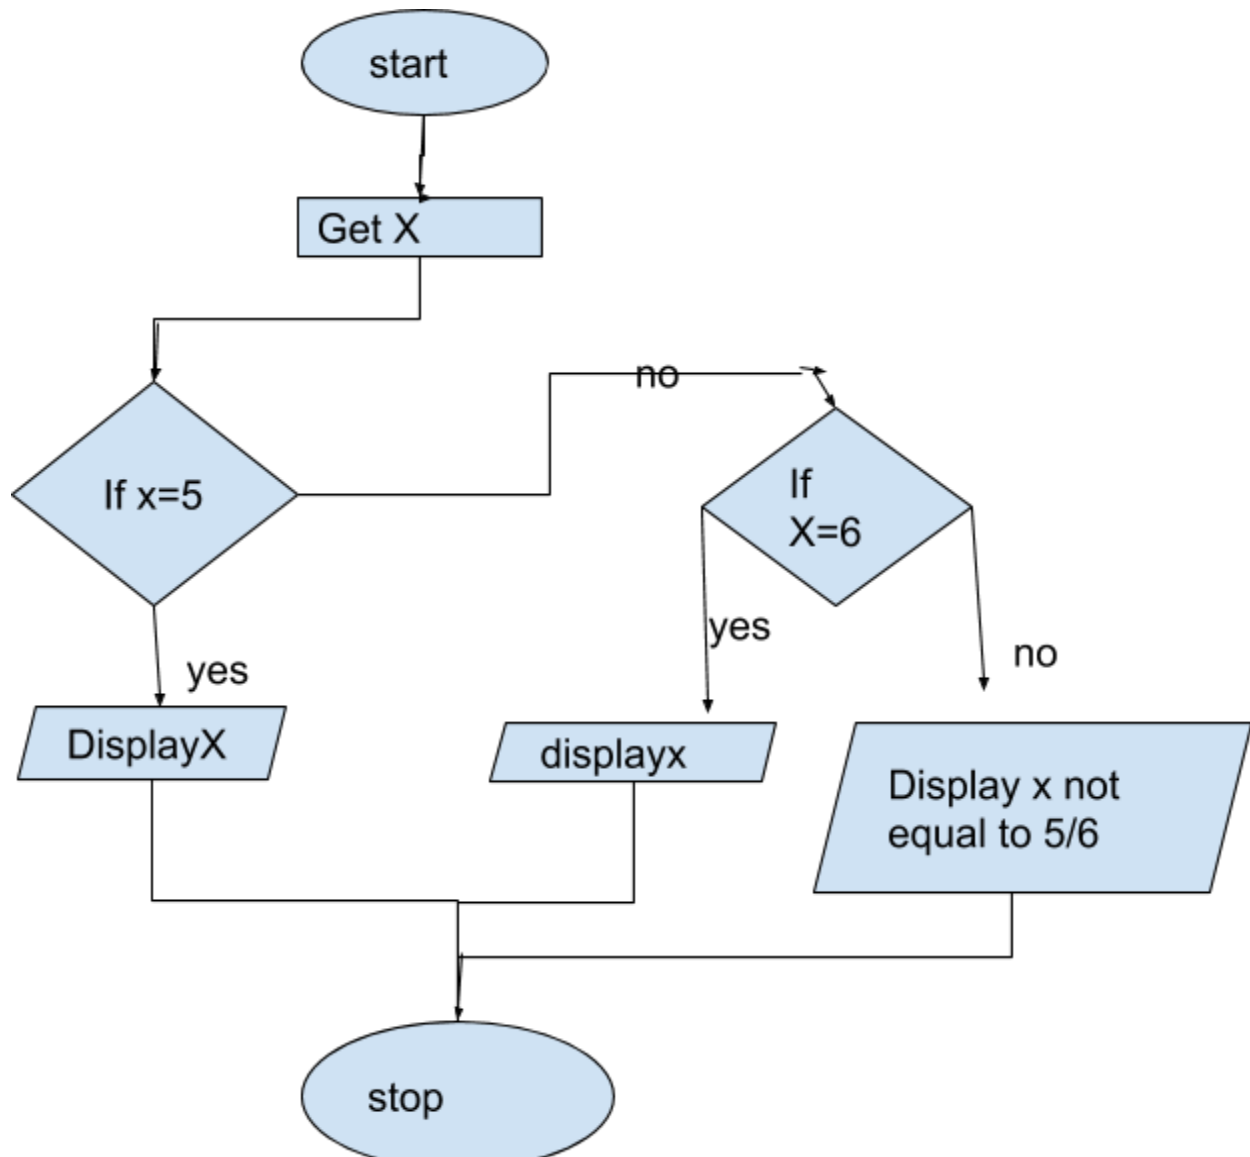 start
Get X
no
If x=5
If
X=6
yes
no
yes
DisplayX
displayx
Display x not
equal to 5/6
stop